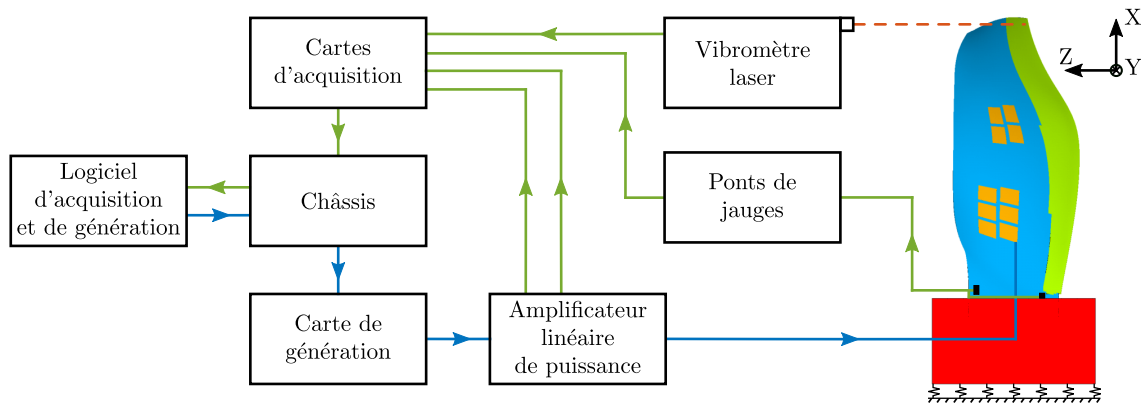 Cartes
d'acquisition
Vibromètre
laser
X
Z
Y
Logiciel
d'acquisition
et de génération
Châssis
Ponts de
jauges
Carte de
génération
Amplificateur
linéaire
de puissance